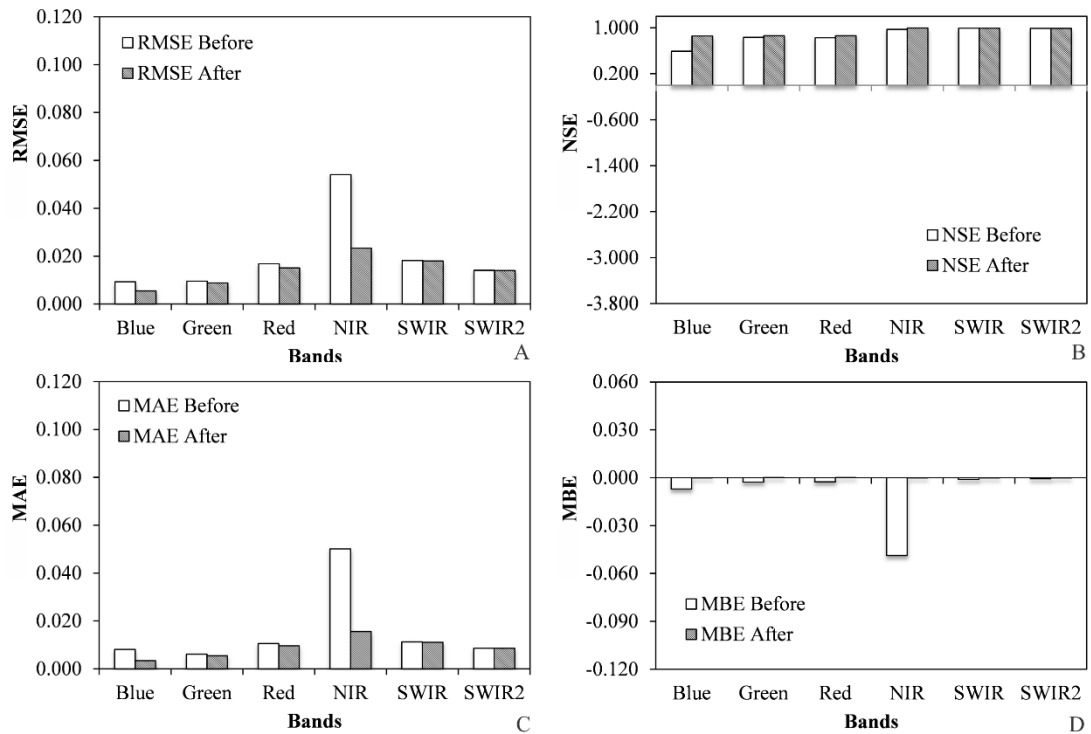 0.120
0.100
0.080
0.060
0.040
0.020
0.000
RMSE
RMSE Before
RMSE After
Blue Green Red NIR SWIR SWIR2
Bands
A
1.000
0.200
-0.600
-1.400
-2.200
-3.000
-3.800
NSE
NSE Before
NSE After
Blue Green Red NIR SWIR SWIR2
Bands
B
0.120
0.100
0.080
0.060
0.040
0.020
0.000
MAE
MAE Before
MAE After
Blue Green Red NIR SWIR SWIR2
Bands
C
0.060
0.030
0.000
-0.030
-0.060
-0.090
-0.120
MBE
MBE Before
MBE After
Blue Green Red NIR SWIR SWIR2
Bands
D